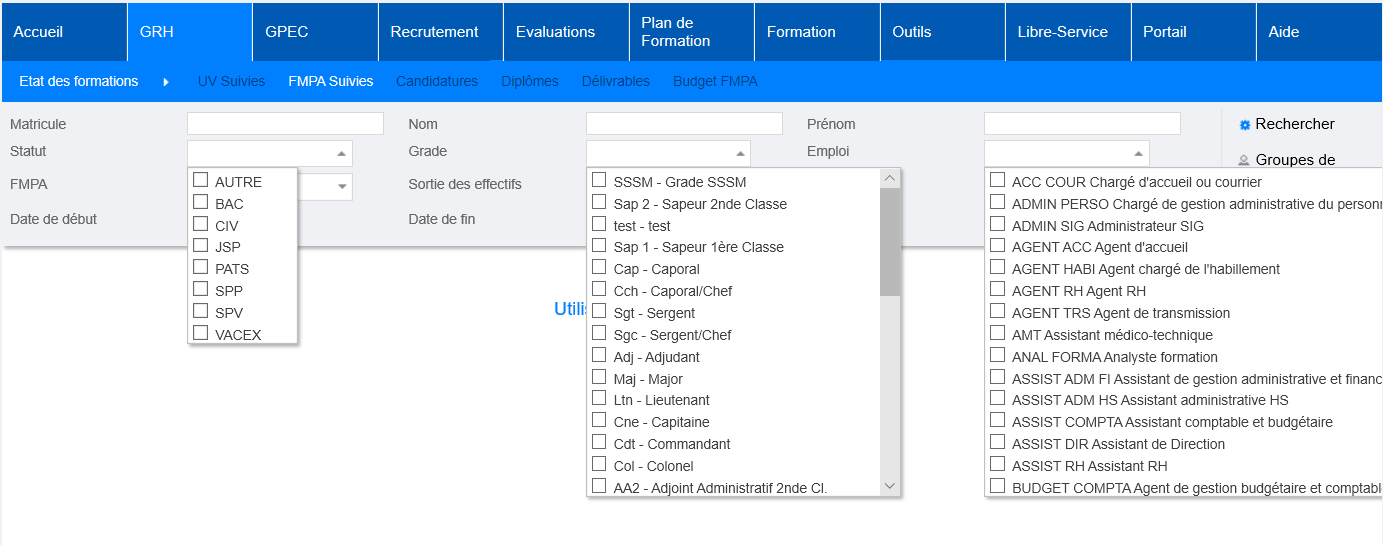 Accueil
GRH
GPEC
Recrutement
Evaluations
Plan de
Formation
Formation
Outils
Libre-Service
Portail
Aide
Etat des formations
UV Suivies
FMPA Suivies
Candidatures
Diplômes
Délivrables
Budget FMPA
Matricule
Nom
Prénom
Rechercher
Statut
Grade
Emploi
Groupes de
FMPA
Sortie des effectifs
Date de début
Date de fin
AUTRE
BAC
CIV
JSP
PATS
SPP
SPV
VACEX
Utilis
SSSM - Grade SSSM
Sap 2 - Sapeur 2nde Classe
test - test
Sap 1 - Sapeur 1ère Classe
Cap - Caporal
Cch - Caporal/Chef
Sgt - Sergent
Sgc - Sergent/Chef
Adj - Adjudant
Maj - Major
Ltn - Lieutenant
Cne - Capitaine
Cdt - Commandant
Col - Colonel
AA2 - Adjoint Administratif 2nde Cl.
ACC COUR Chargé d'accueil ou courrier
ADMIN PERSO Chargé de gestion administrative du personn
ADMIN SIG Administrateur SIG
AGENT ACC Agent d'accueil
AGENT HABI Agent chargé de l'habillement
AGENT RH Agent RH
AGENT TRS Agent de transmission
AMT Assistant médico-technique
ANAL FORMA Analyste formation
ASSIST ADM FI Assistant de gestion administrative et financ
ASSIST ADM HS Assistant administrative HS
ASSIST COMPTA Assistant comptable et budgétaire
ASSIST DIR Assistant de Direction
ASSIST RH Assistant RH
BUDGET COMPTA Agent de gestion budgétaire et comptabl